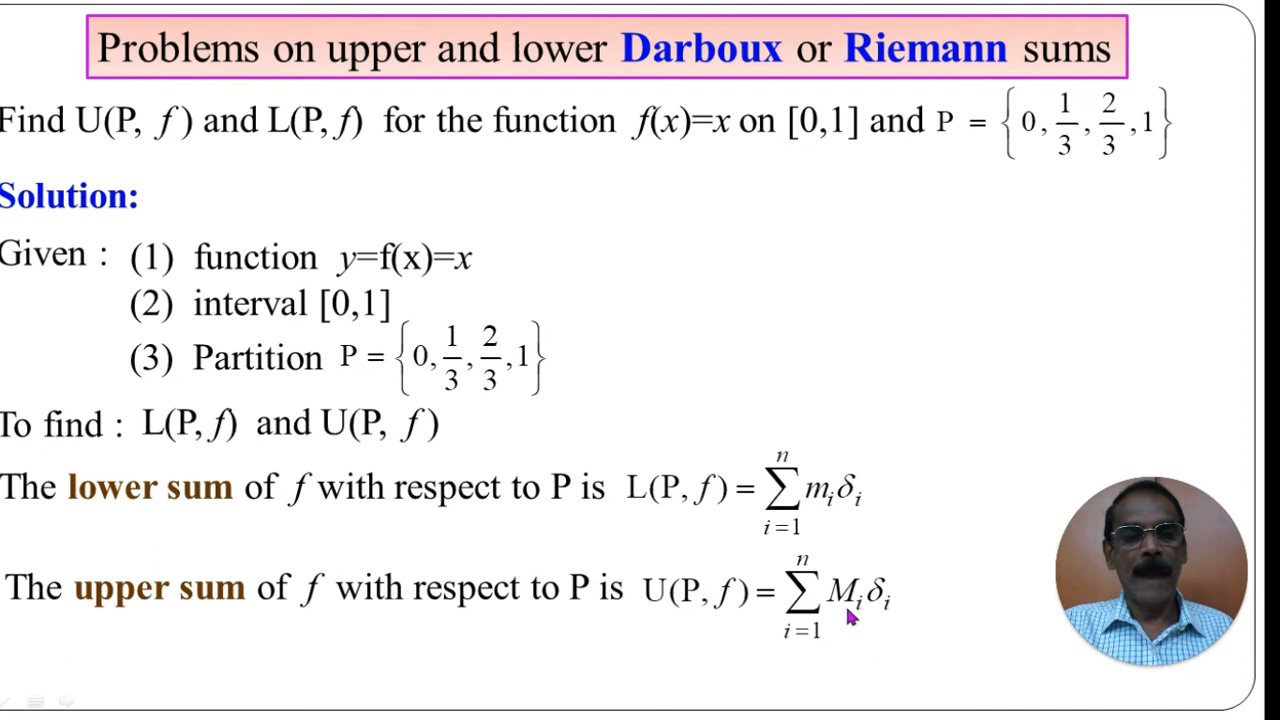 Problems on upper and lower Darboux or Riemann sums
Find U(P, f) and L(P, f) for the function f(x)=x on [0,1] and P = {0, 1/3, 2/3, 1}
Solution:
Given : (1) function y=f(x)=x
(2) interval [0,1]
(3) Partition P = {0, 1/3, 2/3, 1}
To find : L(P, f) and U(P, f)
The lower sum of f with respect to P is L(P, f) = ∑_{i=1}^{n} m_i δ_i
The upper sum of f with respect to P is U(P, f) = ∑_{i=1}^{n} M_i δ_i